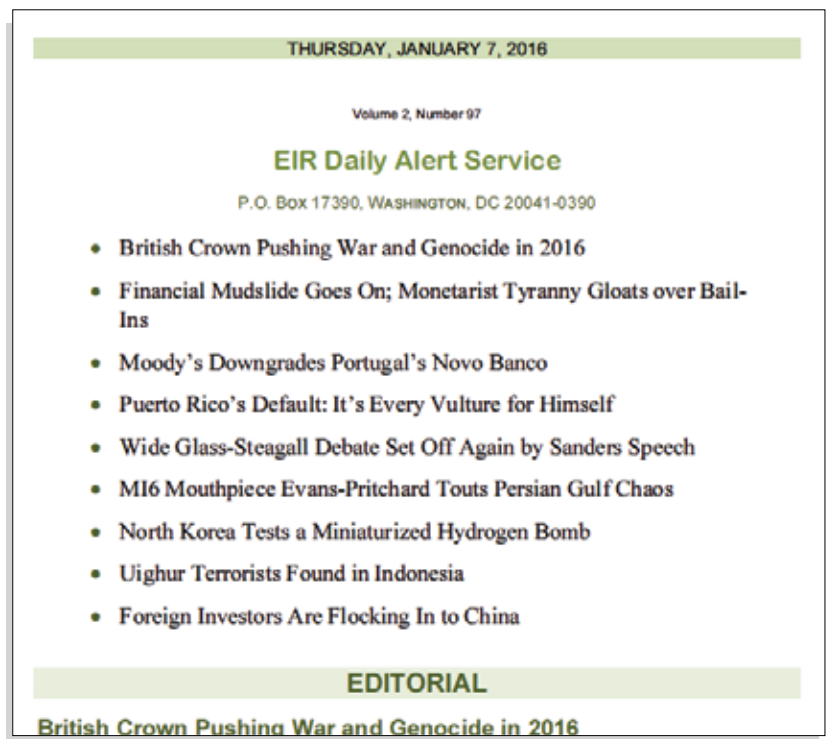 THURSDAY, JANUARY 7, 2016
Volume 2, Number 97
EIR Daily Alert Service
P.O. BOX 17390, WASHINGTON, DC 20041-0390
• British Crown Pushing War and Genocide in 2016
• Financial Mudslide Goes On; Monetarist Tyranny Gloats over Bail-
Ins
• Moody’s Downgrades Portugal’s Novo Banco
• Puerto Rico’s Default: It’s Every Vulture for Himself
• Wide Glass-Steagall Debate Set Off Again by Sanders Speech
• MI6 Mouthpiece Evans-Pritchard Touts Persian Gulf Chaos
• North Korea Tests a Miniaturized Hydrogen Bomb
• Uighur Terrorists Found in Indonesia
• Foreign Investors Are Flocking In to China
EDITORIAL
British Crown Pushing War and Genocide in 2016